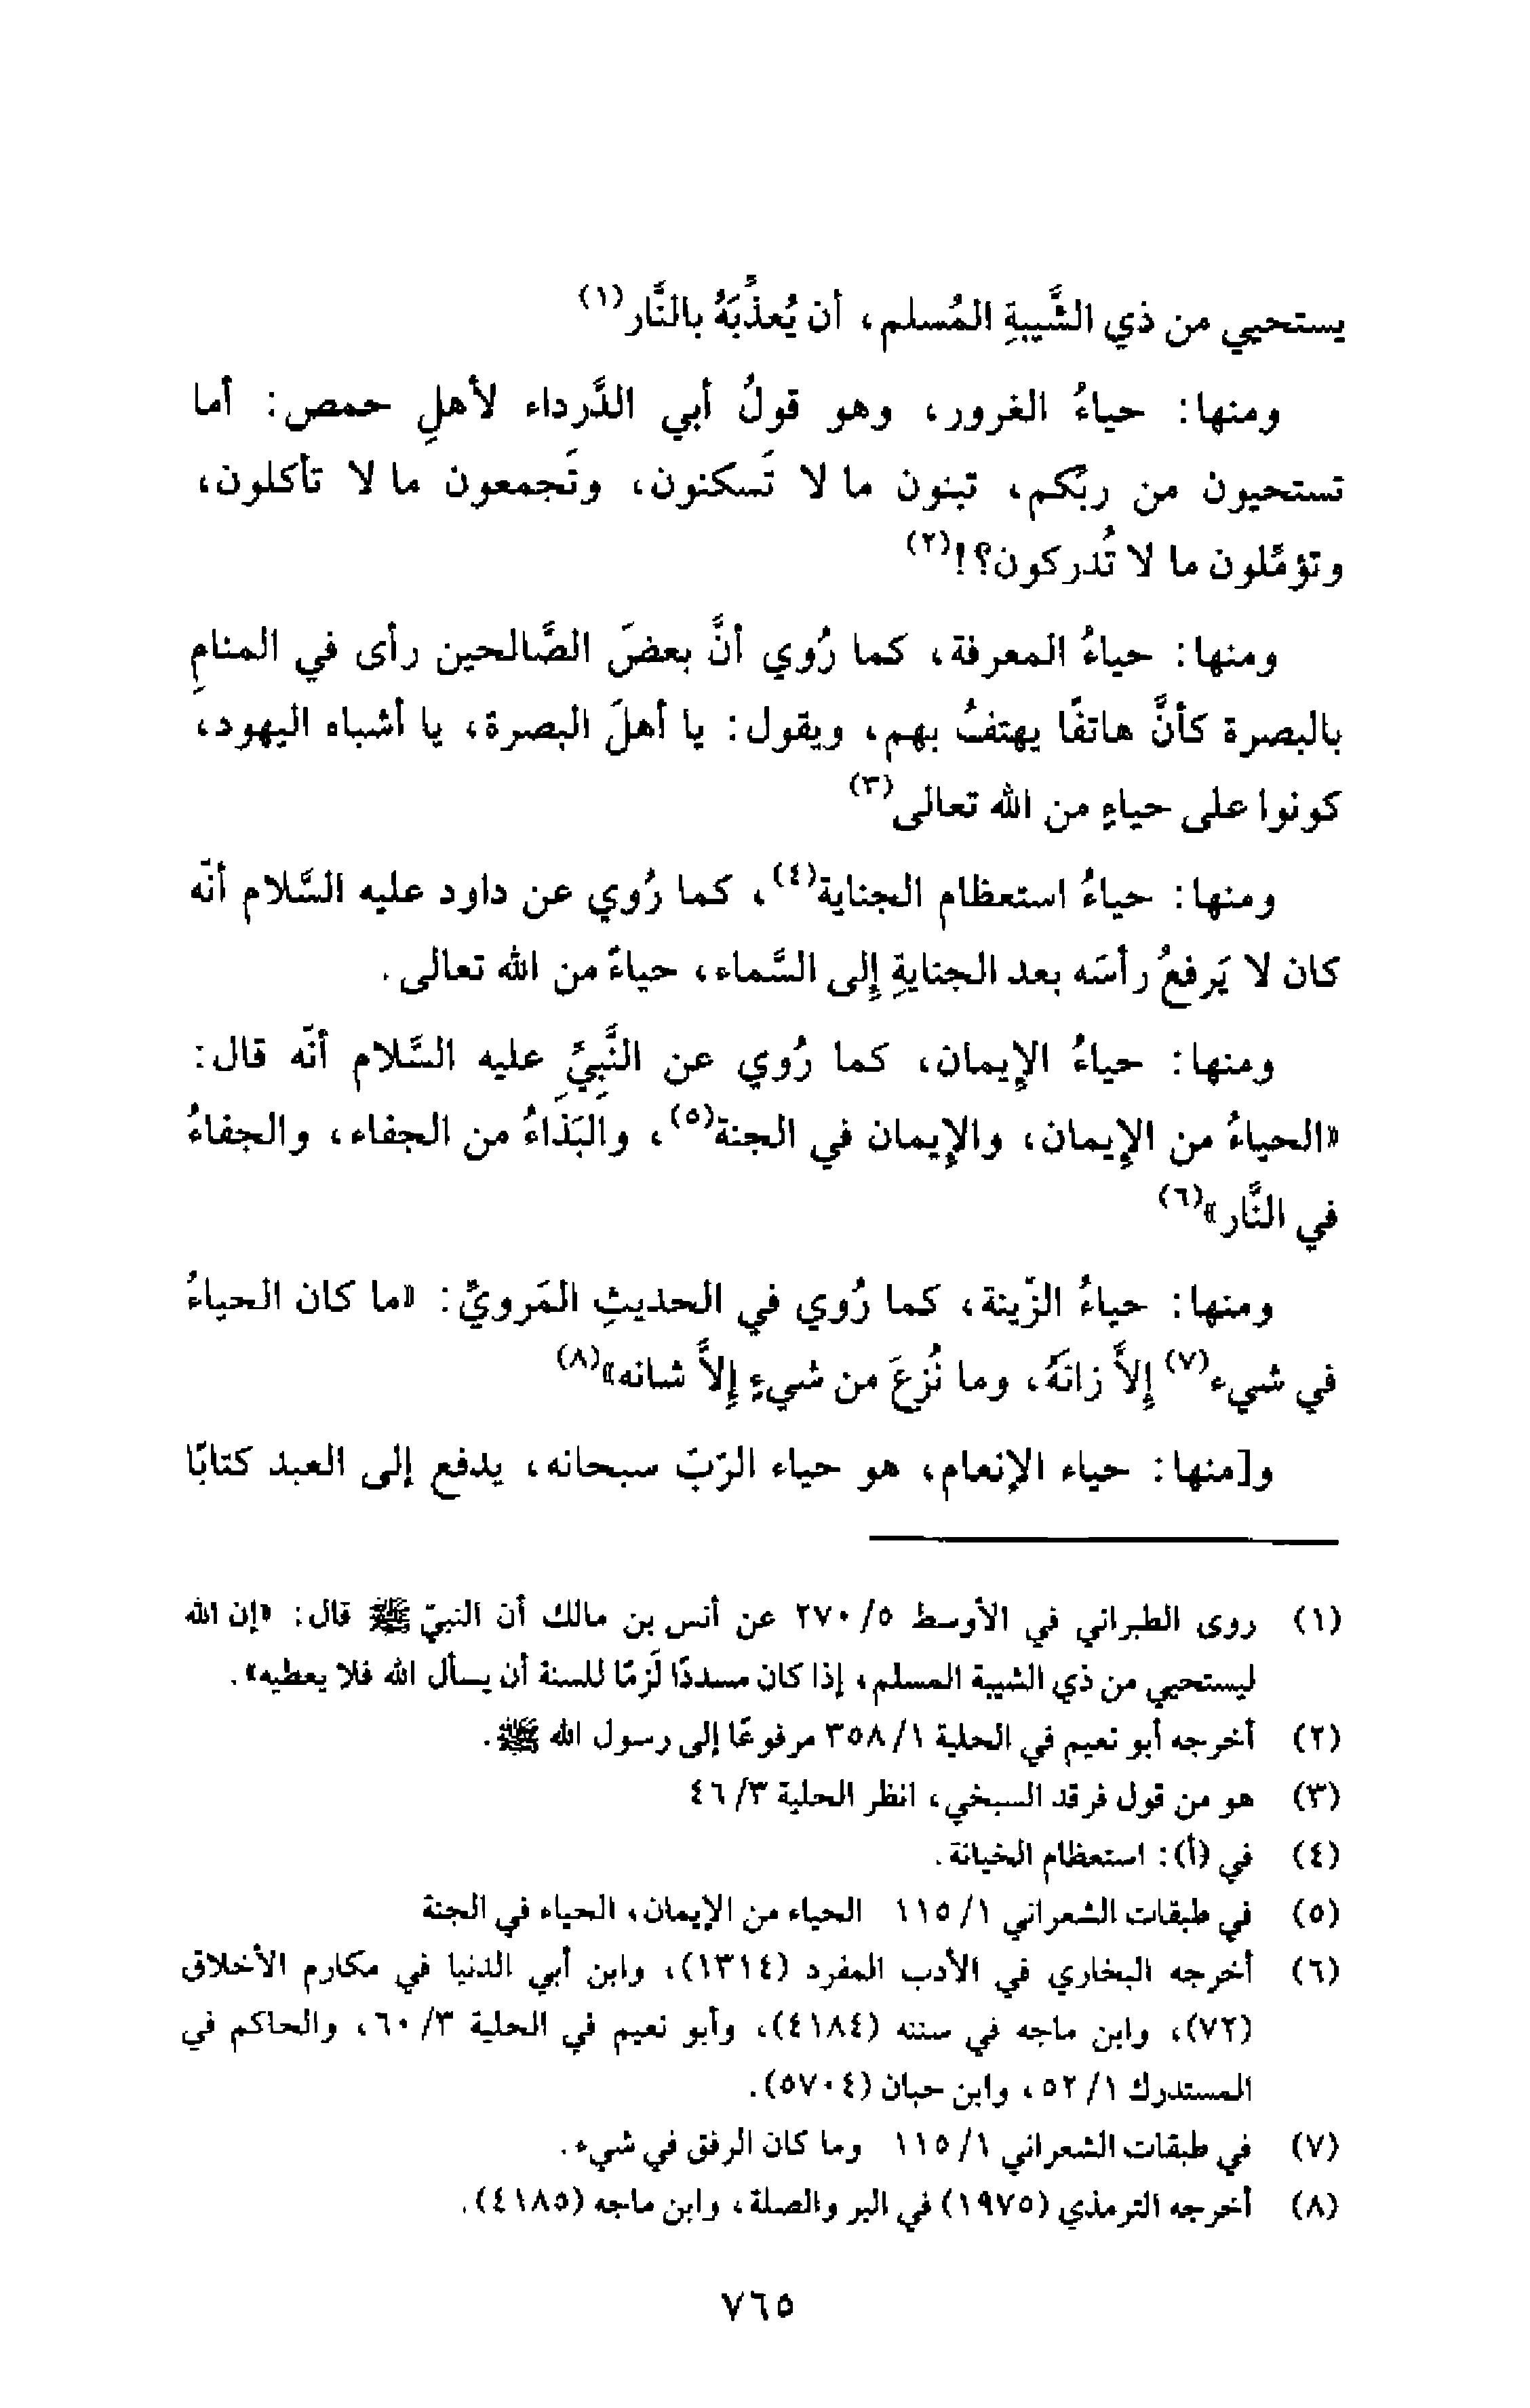 يستحيي من ذي الشَّيبةِ المُسلم، أن يُعذِّبَهُ بالنَّار(١)
ومنها: حياءُ الغرور، وهو قولُ أبي الدَّرداء لأهلِ حمص: أما
تستحيون من ربّكم، تبنون ما لا تَسكنون، وتَجمعون ما لا تأكلون،
وتؤمّلون ما لا تُدركون؟!(٢)
ومنها: حياءُ المعرفة، كما رُوي أنَّ بعضَ الصَّالحين رأى في المنامِ
بالبصرة كأنَّ هاتفًا يهتفُ بهم، ويقول: يا أهلَ البصرة، يا أشباه اليهود،
كونوا على حياءٍ من الله تعالى(٣)
ومنها: حياءُ استعظام الجناية(٤)، كما رُوي عن داود عليه السَّلام أنّه
كان لا يَرفعُ رأسَه بعد الجنايةِ إلى السَّماء، حياءً من الله تعالى.
ومنها: حياءُ الإيمان، كما رُوي عن النَّبِيِّ عليه السَّلام أنّه قال:
«الحياءُ من الإيمان، والإيمان في الجنة(٥)، والبَذاءُ من الجفاء، والجفاءُ
في النَّار»(٦)
ومنها: حياءُ الزّينة، كما رُوي في الحديثِ المَرويِّ: «ما كان الحياءُ
في شيء(٧) إلاَّ زانَهُ، وما نُزعَ من شيءٍ إلاَّ شانه»(٨)
و[منها: حياء الإنعام، هو حياء الرّبّ سبحانه، يدفع إلى العبد كتابًا
(١) روى الطبراني في الأوسط ٥/ ٢٧٠ عن أنس بن مالك أن النبيّ ﷺ قال: «إن الله
ليستحيي من ذي الشيبة المسلم، إذا كان مسددًا لَزمًا للسنة أن يسأل الله فلا يعطيه».
(٢) أخرجه أبو نعيم في الحلية ١/ ٣٥٨ مرفوعًا إلى رسول الله ﷺ.
(٣) هو من قول فرقد السبخي، انظر الحلية ٣/ ٤٦
(٤) في (أ): استعظام الخيانة.
(٥) في طبقات الشعراني ١/ ١١٥ الحياء من الإيمان، الحياء في الجنة
(٦) أخرجه البخاري في الأدب المفرد (١٣١٤)، وابن أبي الدنيا في مكارم الأخلاق
(٧٢)، وابن ماجه في سننه (٤١٨٤)، وأبو نعيم في الحلية ٣/ ٦٠، والحاكم في
المستدرك ١/ ٥٢، وابن حبان (٥٧٠٤).
(٧) في طبقات الشعراني ١/ ١١٥ وما كان الرفق في شيء.
(٨) أخرجه الترمذي (١٩٧٥) في البر والصلة، وابن ماجه (٤١٨٥).
٧٦٥